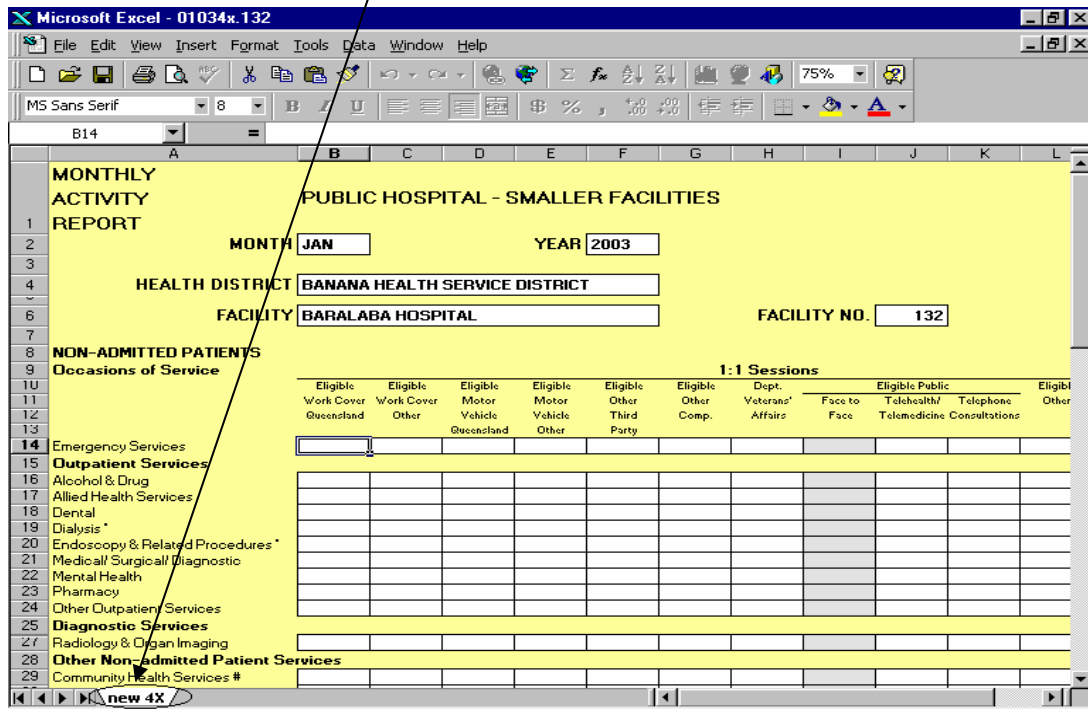 Microsoft Excel - 01034x.132
File Edit View Insert Format Tools Data Window Help
75%
MS Sans Serif 8 B I U $ % ,
B14 =
A B C D E F G H I J K L
MONTHLY
ACTIVITY PUBLIC HOSPITAL - SMALLER FACILITIES
1 REPORT
2 MONTH JAN YEAR 2003
3
4 HEALTH DISTRICT BANANA HEALTH SERVICE DISTRICT
6 FACILITY BARALABA HOSPITAL FACILITY NO. 132
7
8 NON-ADMITTED PATIENTS
9 Occasions of Service 1:1 Sessions
10 Eligible Eligible Eligible Eligible Eligible Eligible Dept. Eligible Public Eligibl
11 Work Cover Work Cover Motor Motor Other Other Veterans' Face to Telehealth/ Telephone Other
12 Queensland Other Vehicle Vehicle Third Comp. Affairs Face Telemedicine Consultations
13 Queensland Other Party
14 Emergency Services
15 Outpatient Services
16 Alcohol & Drug
17 Allied Health Services
18 Dental
19 Dialysis *
20 Endoscopy & Related Procedures *
21 Medical/ Surgical/ Diagnostic
22 Mental Health
23 Pharmacy
24 Other Outpatient Services
25 Diagnostic Services
27 Radiology & Organ Imaging
28 Other Non-admitted Patient Services
29 Community Health Services #
new 4X